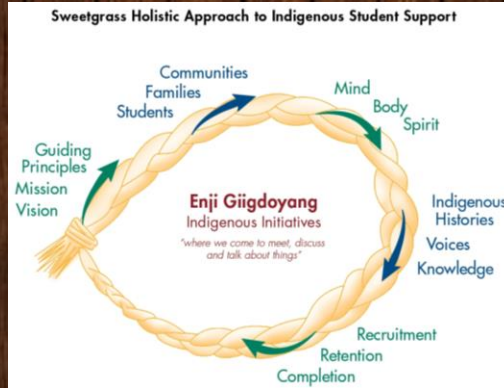 Sweetgrass Holistic Approach to Indigenous Student Support
Communities
Families
Students
Mind
Body
Spirit
Guiding
Principles
Mission
Vision
Enji Giigdoyang
Indigenous Initiatives
"where we come to meet, discuss
and talk about things"
Indigenous
Histories
Voices
Knowledge
Recruitment
Retention
Completion